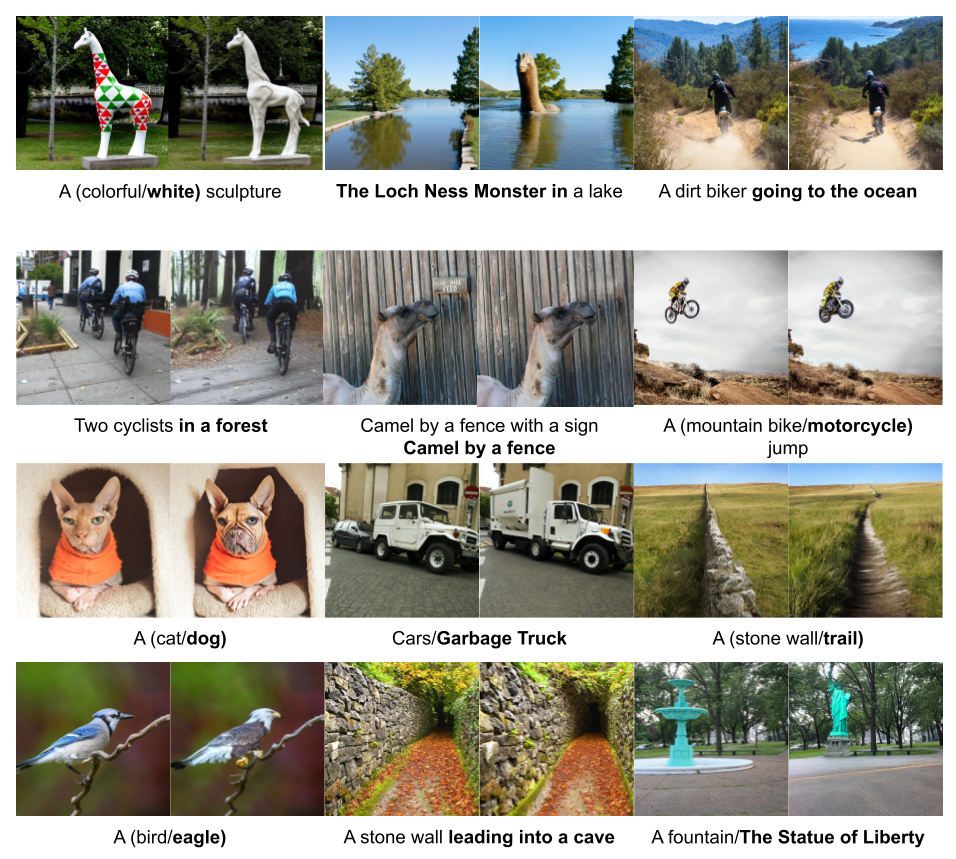 A (colorful/white) sculpture
The Loch Ness Monster in a lake
A dirt biker going to the ocean
Two cyclists in a forest
Camel by a fence with a sign
Camel by a fence
A (mountain bike/motorcycle)
jump
A (cat/dog)
Cars/Garbage Truck
A (stone wall/trail)
A (bird/eagle)
A stone wall leading into a cave
A fountain/The Statue of Liberty